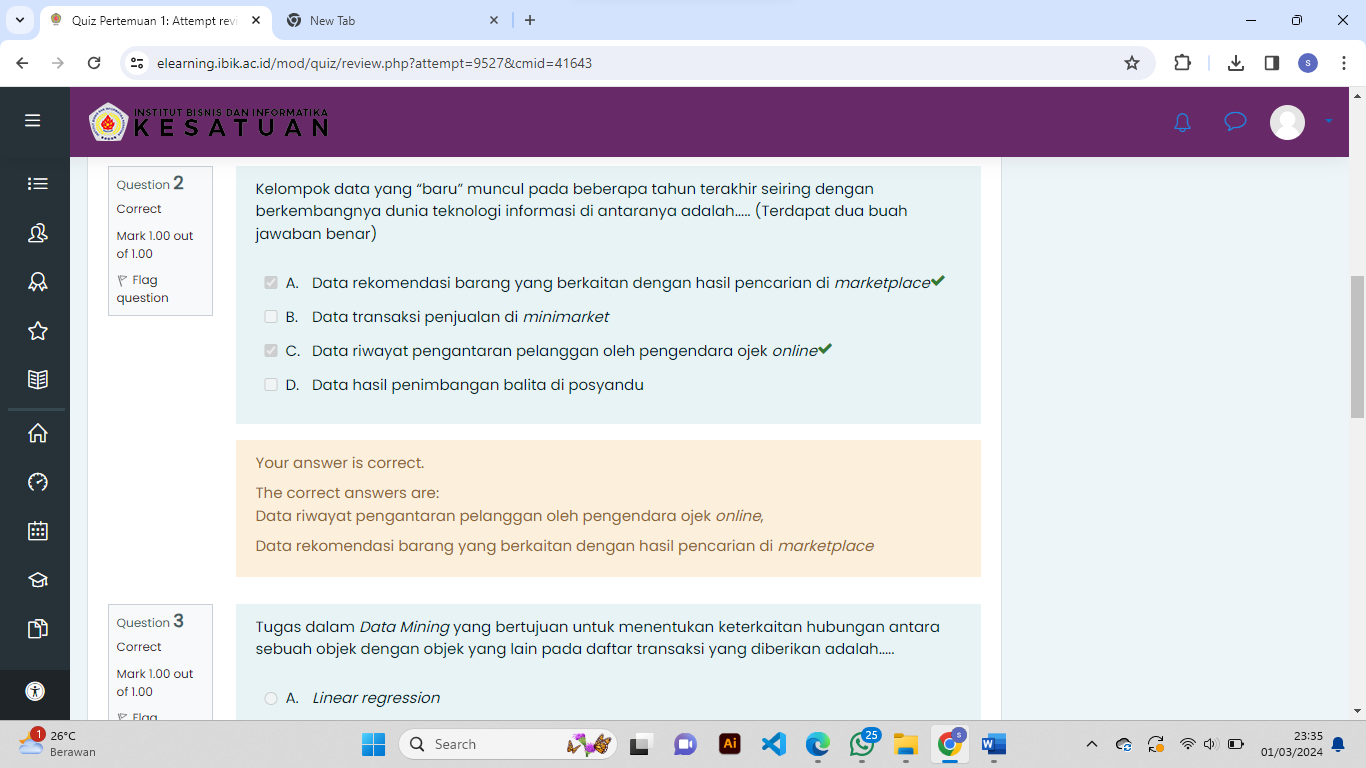 Quiz Pertemuan 1: Attempt revi
New Tab
elearning.ibik.ac.id/mod/quiz/review.php?attempt=9527&cmid=41643
s
INSTITUT BISNIS DAN INFORMATIKA
KESATUAN
Question 2
Correct
Mark 1.00 out
of 1.00
Flag
question
Kelompok data yang “baru” muncul pada beberapa tahun terakhir seiring dengan
berkembangnya dunia teknologi informasi di antaranya adalah..... (Terdapat dua buah
jawaban benar)
A. Data rekomendasi barang yang berkaitan dengan hasil pencarian di marketplace
B. Data transaksi penjualan di minimarket
C. Data riwayat pengantaran pelanggan oleh pengendara ojek online
D. Data hasil penimbangan balita di posyandu
Your answer is correct.
The correct answers are:
Data riwayat pengantaran pelanggan oleh pengendara ojek online,
Data rekomendasi barang yang berkaitan dengan hasil pencarian di marketplace
Question 3
Correct
Mark 1.00 out
of 1.00
Flag
Tugas dalam Data Mining yang bertujuan untuk menentukan keterkaitan hubungan antara
sebuah objek dengan objek yang lain pada daftar transaksi yang diberikan adalah.....
A. Linear regression
1
26°C
Berawan
Search
Ai
25
s
W
23:35
01/03/2024